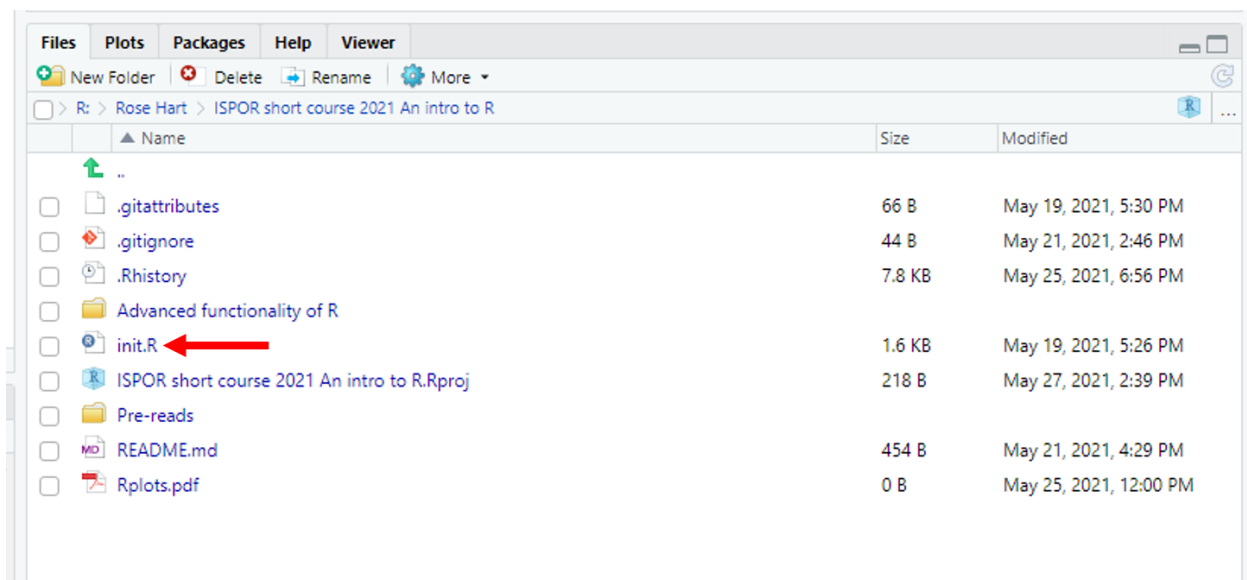 Files Plots Packages Help Viewer
New Folder Delete Rename More
R: > Rose Hart > ISPOR short course 2021 An intro to R R ...
Name Size Modified
..
.gitattributes 66 B May 19, 2021, 5:30 PM
.gitignore 44 B May 21, 2021, 2:46 PM
.Rhistory 7.8 KB May 25, 2021, 6:56 PM
Advanced functionality of R
init.R 1.6 KB May 19, 2021, 5:26 PM
ISPOR short course 2021 An intro to R.Rproj 218 B May 27, 2021, 2:39 PM
Pre-reads
MD README.md 454 B May 21, 2021, 4:29 PM
Rplots.pdf 0 B May 25, 2021, 12:00 PM